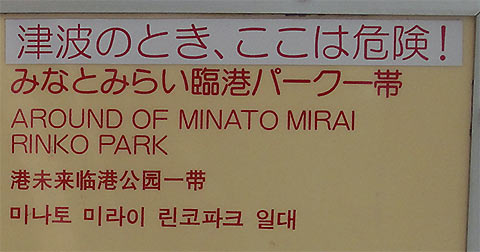 津波のとき、ここは危険!
みなとみらい臨港パーク一帯
AROUND OF MINATO MIRAI
RINKO PARK
港未来临港公园一带
미나토 미라이 린코파크 일대